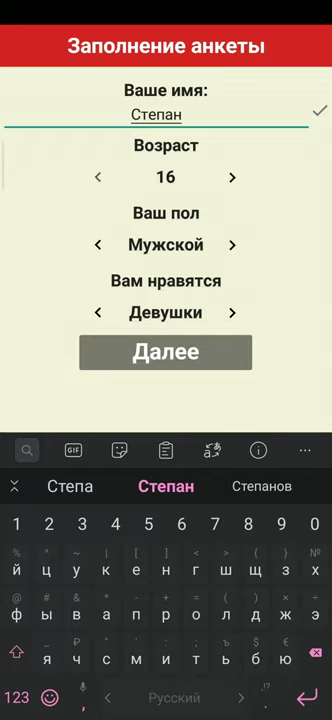 Заполнение анкеты
Ваше имя:
Степан
Возраст
16
Ваш пол
Мужской
Вам нравятся
Девушки
Далее
GIF
Степа Степан Степанов
1 2 3 4 5 6 7 8 9 0
% ^ ~ | [ ] < > { } №
й ц у к е н г ш щ з х
@ # & * - + = ( ) × ÷
ф ы в а п р о л д ж э
_ ₽ " ' : ; ъ $ €
я ч с м и т ь б ю
123 , Русский .
,!?